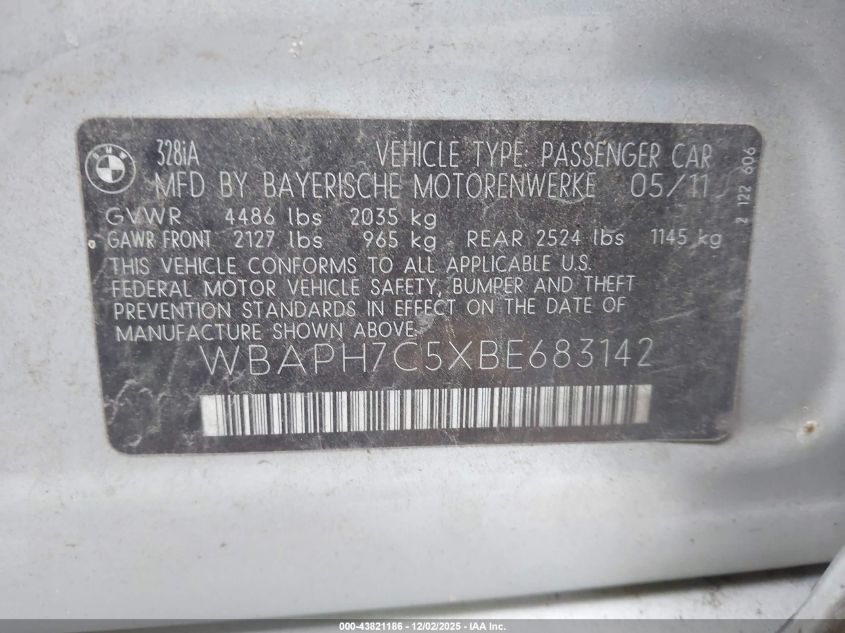 BMW
328iA VEHICLE TYPE: PASSENGER CAR
MFD BY BAYERISCHE MOTORENWERKE 05/11
GVWR 4486 lbs 2035 kg
GAWR FRONT 2127 lbs 965 kg REAR 2524 lbs 1145 kg
THIS VEHICLE CONFORMS TO ALL APPLICABLE U.S.
FEDERAL MOTOR VEHICLE SAFETY, BUMPER AND THEFT
PREVENTION STANDARDS IN EFFECT ON THE DATE OF
MANUFACTURE SHOWN ABOVE
WBAPH7C5XBE683142
2 122 606
000-43821186 - 12/02/2025 - IAA Inc.